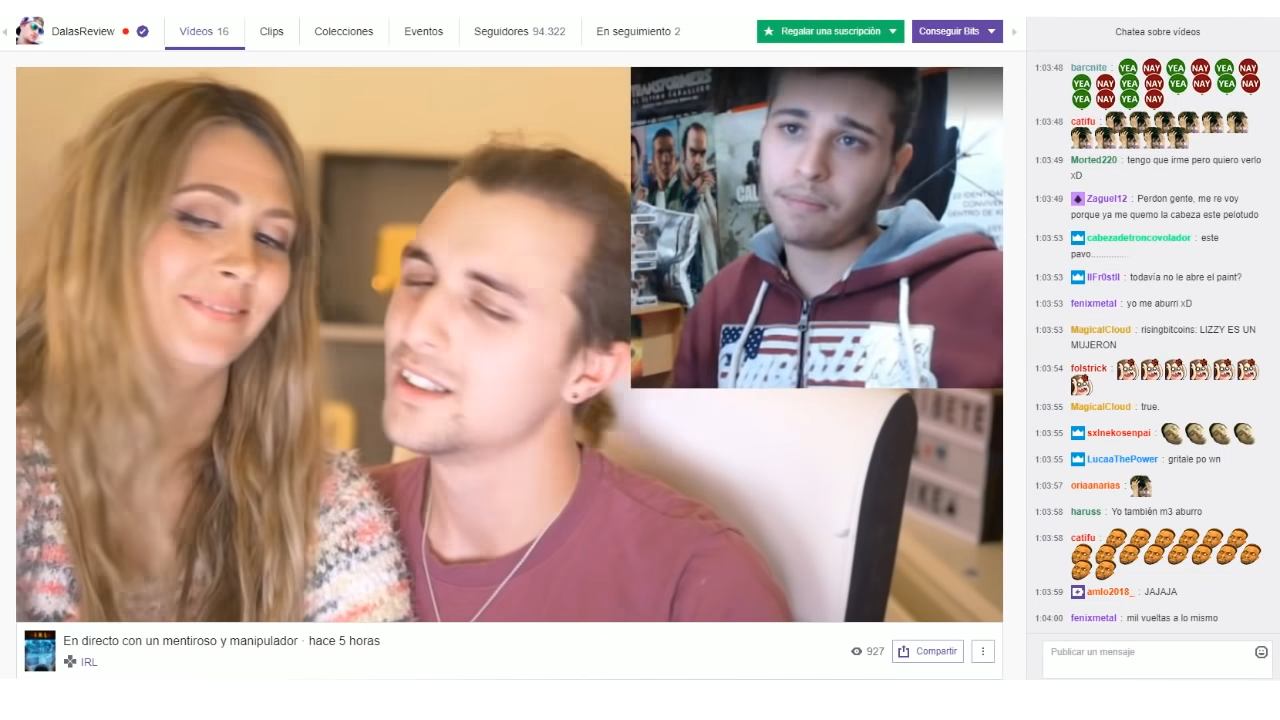 DalasReview
Vídeos 16
Clips
Colecciones
Eventos
Seguidores 94.322
En seguimiento 2
Regalar una suscripción
Conseguir Bits
TRANSFORMERS
EL ÚLTIMO CABALLERO
CAL
En directo con un mentiroso y manipulador · hace 5 horas
IRL
927
Compartir
Chatea sobre vídeos
1:03:48 barcnite : YEA NAY YEA NAY YEA NAY
YEA NAY YEA NAY YEA NAY YEA NAY
YEA NAY YEA NAY
1:03:48 catifu :
1:03:49 Morted220 : tengo que irme pero quiero verlo
xD
1:03:49 Zaguel12 : Perdon gente, me re voy
porque ya me quemo la cabeza este pelotudo
1:03:53 cabezadetroncovolador : este
pavo..............
1:03:53 : todavía no le abre el paint?
1:03:53 fenixmetal : yo me aburri xD
1:03:53 MagicalCloud : risingbitcoins: LIZZY ES UN
MUJERON
1:03:54 folstrick :
1:03:55 MagicalCloud : true.
1:03:55 sxlnekosenpai :
1:03:55 LucaaThePower : gritale po wn
1:03:57 oriaanarias :
1:03:58 haruss : Yo también m3 aburro
1:03:58 catifu :
1:03:59 amlo2018_ : JAJAJA
1:04:00 fenixmetal : mil vueltas a lo mismo
Publicar un mensaje